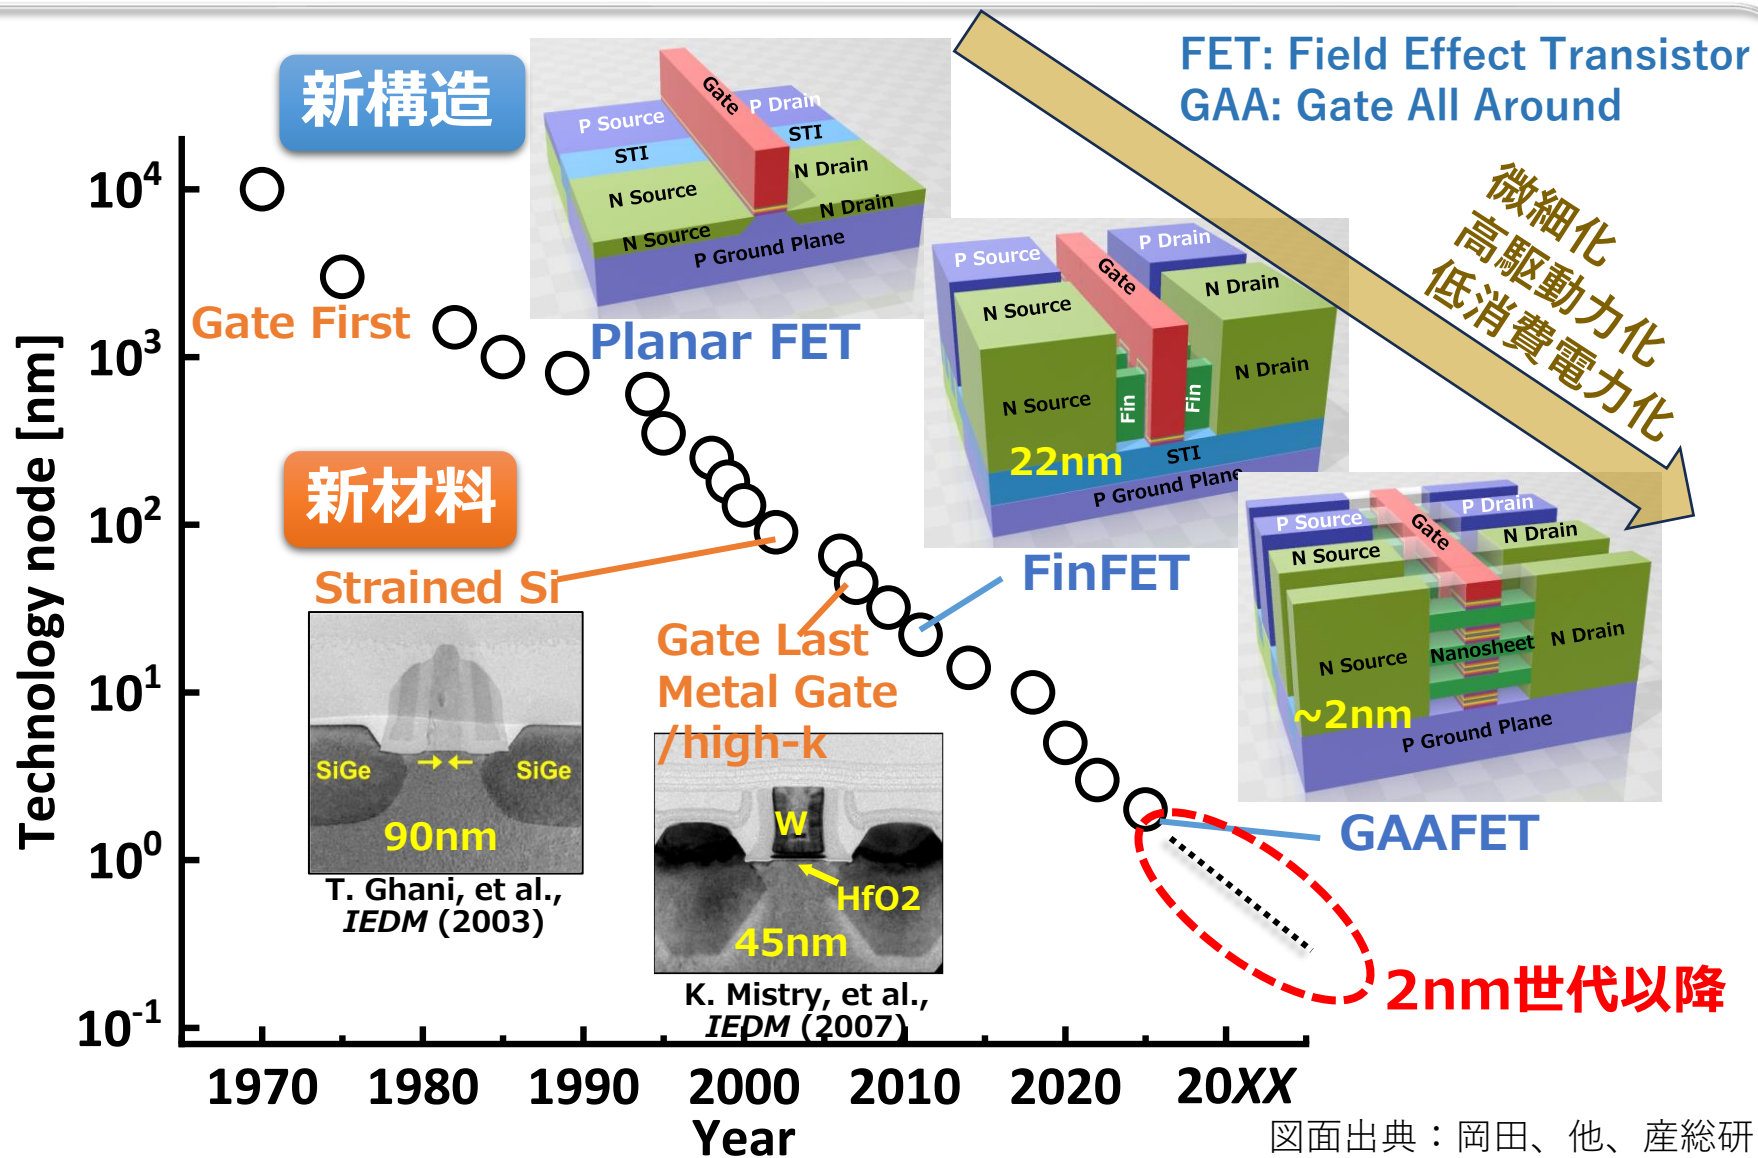 FET: Field Effect Transistor
GAA: Gate All Around
新構造
微細化
高駆動力化
低消費電力化
Gate
P Source
P Drain
STI
STI
N Source
N Drain
N Source
N Drain
P Ground Plane
Planar FET
P Source
P Drain
Gate
N Source
N Drain
N Source
N Drain
Fin
Fin
22nm
STI
P Ground Plane
FinFET
P Source
P Drain
Gate
N Source
N Drain
N Source
Nanosheet
N Drain
~2nm
P Ground Plane
GAAFET
Gate First
新材料
Strained Si
SiGe
SiGe
90nm
T. Ghani, et al.,
IEDM (2003)
Gate Last
Metal Gate
/high-k
W
HfO2
45nm
K. Mistry, et al.,
IEDM (2007)
2nm世代以降
Technology node [nm]
10⁴
10³
10²
10¹
10⁰
10⁻¹
1970 1980 1990 2000 2010 2020 20XX
Year
図面出典：岡田、他、産総研